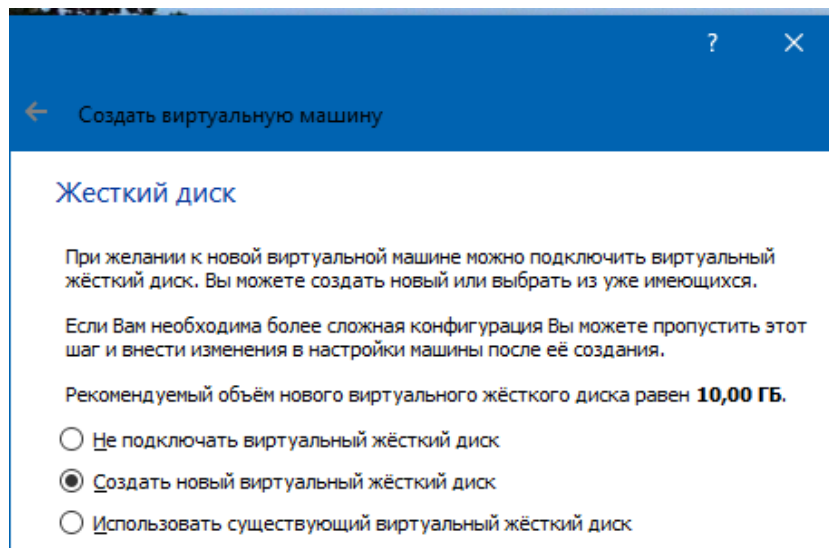 ?
Создать виртуальную машину
Жесткий диск
При желании к новой виртуальной машине можно подключить виртуальный
жёсткий диск. Вы можете создать новый или выбрать из уже имеющихся.
Если Вам необходима более сложная конфигурация Вы можете пропустить этот
шаг и внести изменения в настройки машины после её создания.
Рекомендуемый объём нового виртуального жёсткого диска равен 10,00 ГБ.
Не подключать виртуальный жёсткий диск
Создать новый виртуальный жёсткий диск
Использовать существующий виртуальный жёсткий диск